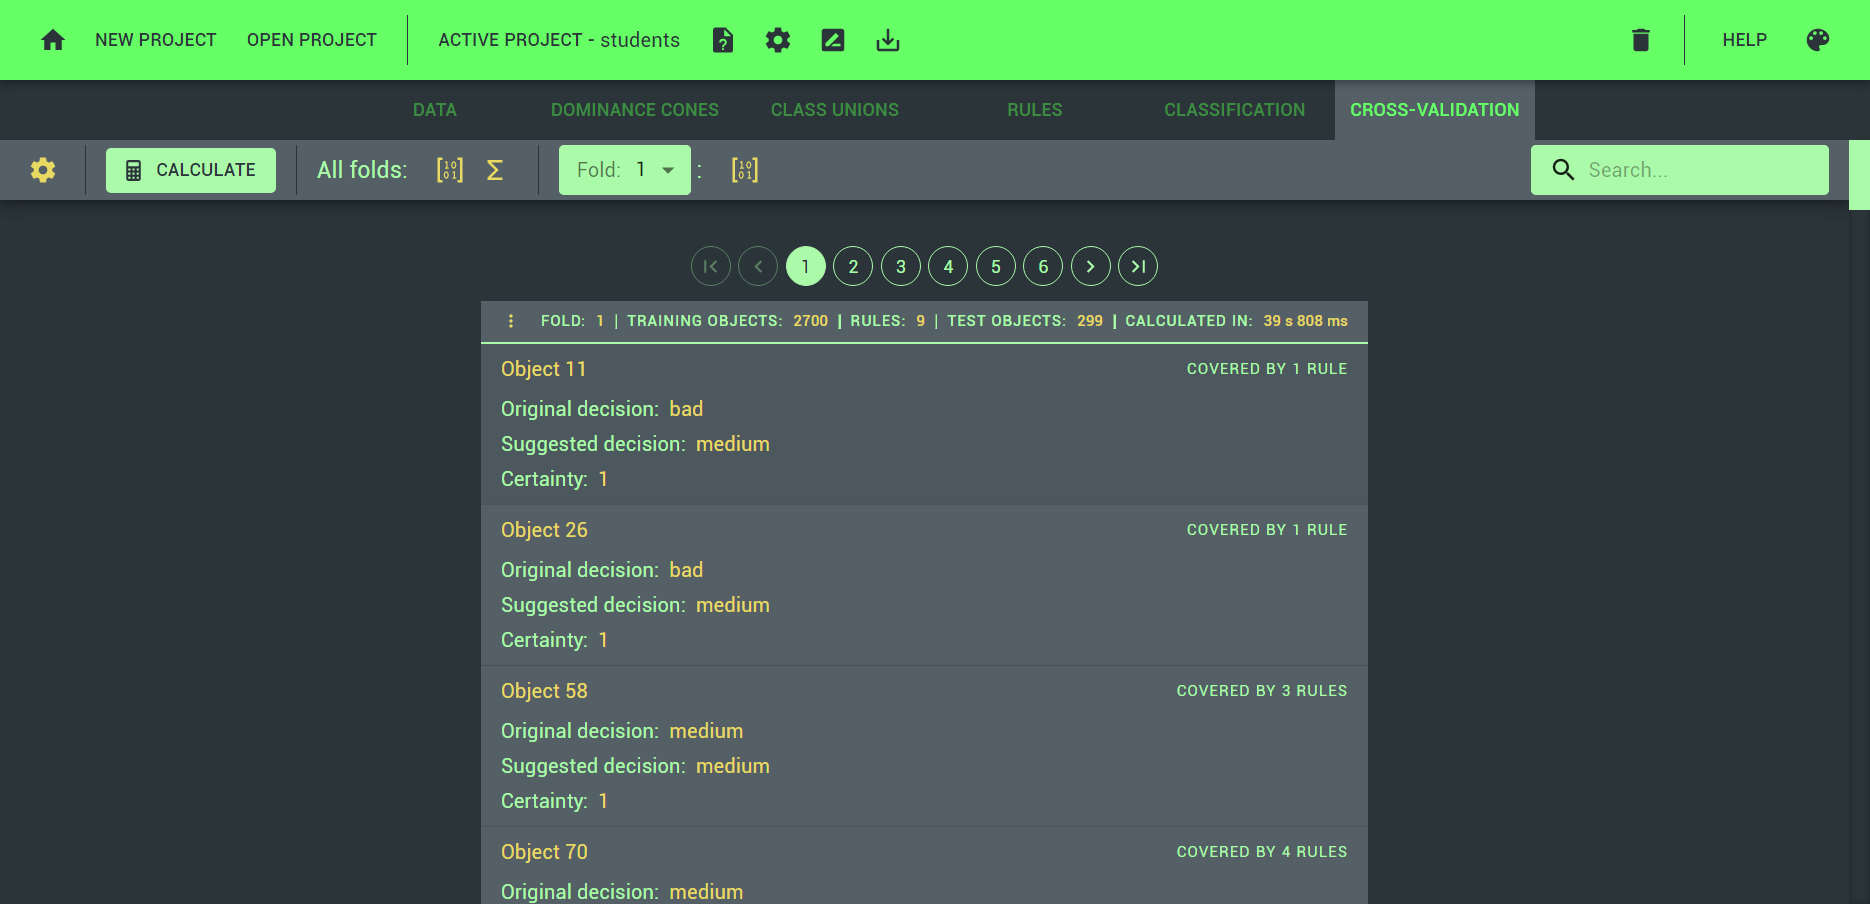 NEW PROJECT OPEN PROJECT ACTIVE PROJECT - students HELP
DATA DOMINANCE CONES CLASS UNIONS RULES CLASSIFICATION CROSS-VALIDATION
CALCULATE All folds: Fold: 1 : Search...
1 2 3 4 5 6
FOLD: 1 | TRAINING OBJECTS: 2700 | RULES: 9 | TEST OBJECTS: 299 | CALCULATED IN: 39 s 808 ms
Object 11 COVERED BY 1 RULE
Original decision: bad
Suggested decision: medium
Certainty: 1
Object 26 COVERED BY 1 RULE
Original decision: bad
Suggested decision: medium
Certainty: 1
Object 58 COVERED BY 3 RULES
Original decision: medium
Suggested decision: medium
Certainty: 1
Object 70 COVERED BY 4 RULES
Original decision: medium